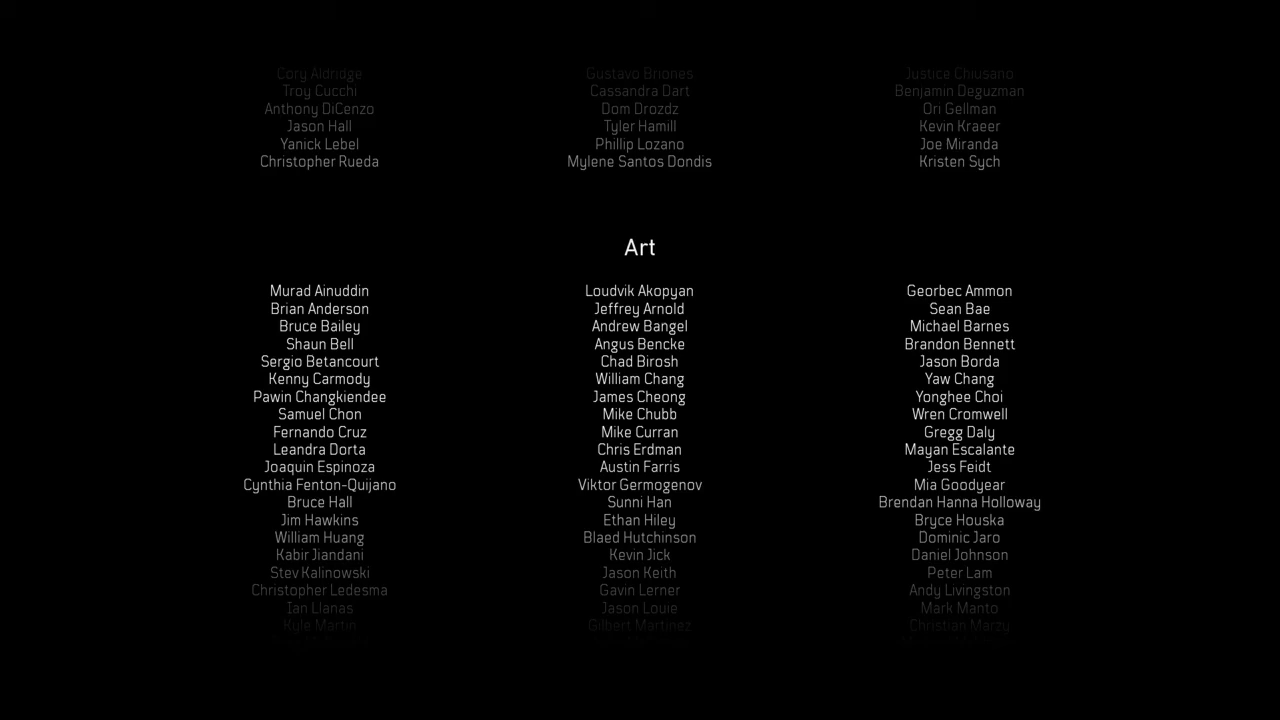 Cory Aldridge Gustavo Briones Justice Chiusano
Troy Cucchi Cassandra Dart Benjamin Deguzman
Anthony DiCenzo Dom Drozdz Ori Gellman
Jason Hall Tyler Hamill Kevin Kraeer
Yanick Lebel Phillip Lozano Joe Miranda
Christopher Rueda Mylene Santos Dondis Kristen Sych
Art
Murad Ainuddin Loudvik Akopyan Georbec Ammon
Brian Anderson Jeffrey Arnold Sean Bae
Bruce Bailey Andrew Bangel Michael Barnes
Shaun Bell Angus Bencke Brandon Bennett
Sergio Betancourt Chad Birosh Jason Borda
Kenny Carmody William Chang Yaw Chang
Pawin Changkiendee James Cheong Yonghee Choi
Samuel Chon Mike Chubb Wren Cromwell
Fernando Cruz Mike Curran Gregg Daly
Leandra Dorta Chris Erdman Mayan Escalante
Joaquin Espinoza Austin Farris Jess Feidt
Cynthia Fenton-Quijano Viktor Germogenov Mia Goodyear
Bruce Hall Sunni Han Brendan Hanna Holloway
Jim Hawkins Ethan Hiley Bryce Houska
William Huang Blaed Hutchinson Dominic Jaro
Kabir Jiandani Kevin Jick Daniel Johnson
Stev Kalinowski Jason Keith Peter Lam
Christopher Ledesma Gavin Lerner Andy Livingston
Ian Llanas Jason Louie Mark Manto
Kyle Martin Gilbert Martinez Christian Marzy